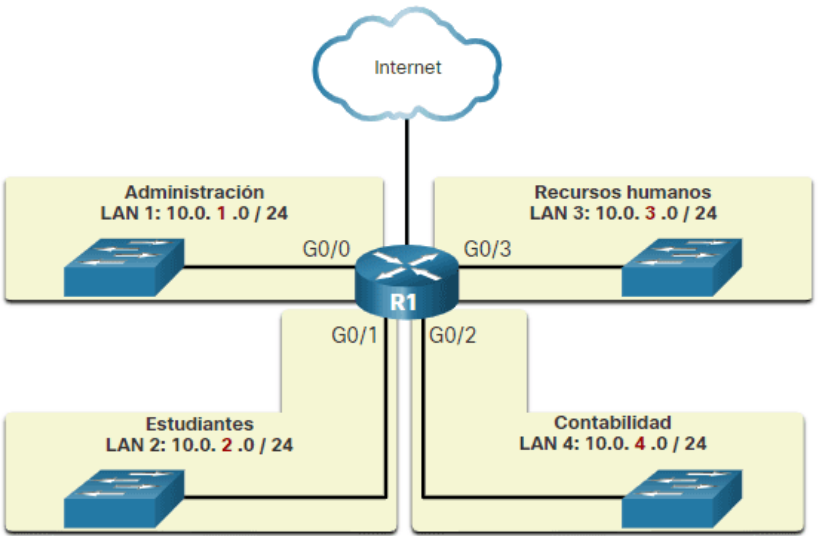 Internet
Administración
LAN 1: 10.0. 1 .0 / 24
Recursos humanos
LAN 3: 10.0. 3 .0 / 24
G0/0
G0/3
R1
G0/1
G0/2
Estudiantes
LAN 2: 10.0. 2 .0 / 24
Contabilidad
LAN 4: 10.0. 4 .0 / 24